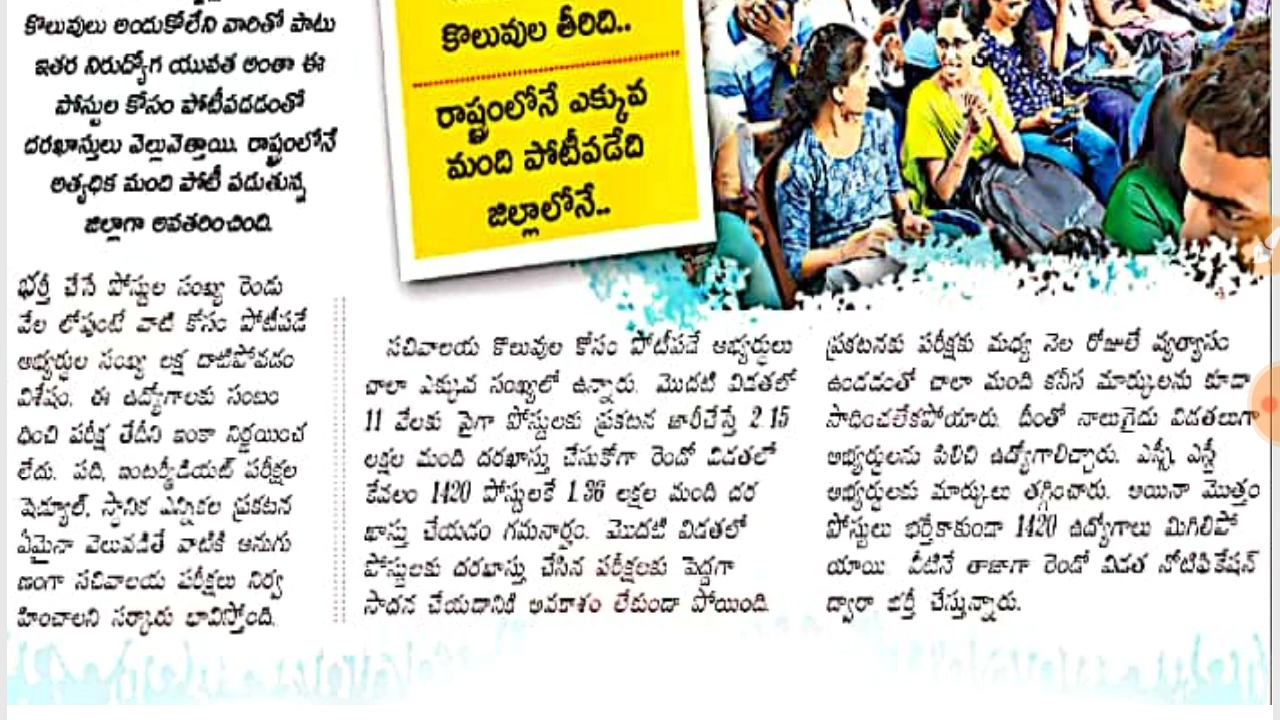 కొలువులు అందుకోలేని వారితో పాటు
ఇతర నిరుద్యోగ యువత అంతా ఈ
పోస్టుల కోసం పోటీపడడంతో
దరఖాస్తులు వెల్లువెత్తాయి. రాష్ట్రంలోనే
అత్యధిక మంది పోటీ పడుతున్న
జిల్లాగా అవతరించింది.
కొలువుల తీరిది..
రాష్ట్రంలోనే ఎక్కువ
మంది పోటీపడేది
జిల్లాలోనే..
భర్తీ చేసే పోస్టుల సంఖ్య రెండు
వేల లోపుంటే వాటి కోసం పోటీపడే
అభ్యర్థుల సంఖ్య లక్ష దాటిపోవడం
విశేషం. ఈ ఉద్యోగాలకు సంబం
ధించి పరీక్ష తేదీని ఇంకా నిర్ణయించ
లేదు. పది, ఇంటర్మీడియట్ పరీక్షల
షెడ్యూల్, స్థానిక ఎన్నికల ప్రకటన
ఏమైనా వెలువడితే వాటికి అనుగు
ణంగా సచివాలయ పరీక్షలు నిర్వ
హించాలని సర్కారు భావిస్తోంది.
సచివాలయ కొలువుల కోసం పోటీపడే అభ్యర్థులు
చాలా ఎక్కువ సంఖ్యలో ఉన్నారు. మొదటి విడతలో
11 వేలకు పైగా పోస్టులకు ప్రకటన జారీచేస్తే 2.15
లక్షల మంది దరఖాస్తు చేసుకోగా రెండో విడతలో
కేవలం 1420 పోస్టులకే 1.36 లక్షల మంది దర
ఖాస్తు చేయడం గమనార్హం. మొదటి విడతలో
పోస్టులకు దరఖాస్తు చేసిన పరీక్షలకు పెద్దగా
సాధన చేయడానికి అవకాశం లేకుండా పోయింది.
ప్రకటనకు పరీక్షకు మధ్య నెల రోజులే వ్యత్యాసం
ఉండడంతో చాలా మంది కనీస మార్కులను కూడా
సాధించలేకపోయారు. దీంతో నాలుగైదు విడతలుగా
అభ్యర్థులను పిలిచి ఉద్యోగాలిచ్చారు. ఎస్సీ, ఎస్టీ
అభ్యర్థులకు మార్కులు తగ్గించారు. అయినా మొత్తం
పోస్టులు భర్తీకాకుండా 1420 ఉద్యోగాలు మిగిలిపో
యాయి. వీటినే తాజాగా రెండో విడత నోటిఫికేషన్
ద్వారా భర్తీ చేస్తున్నారు.